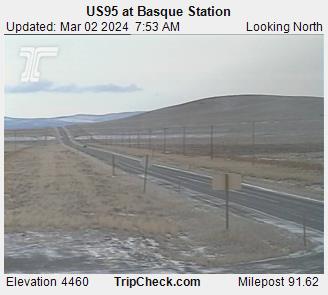 US95 at Basque Station
Updated: Mar 02 2024 7:53 AM Looking North
Elevation 4460 TripCheck.com Milepost 91.62